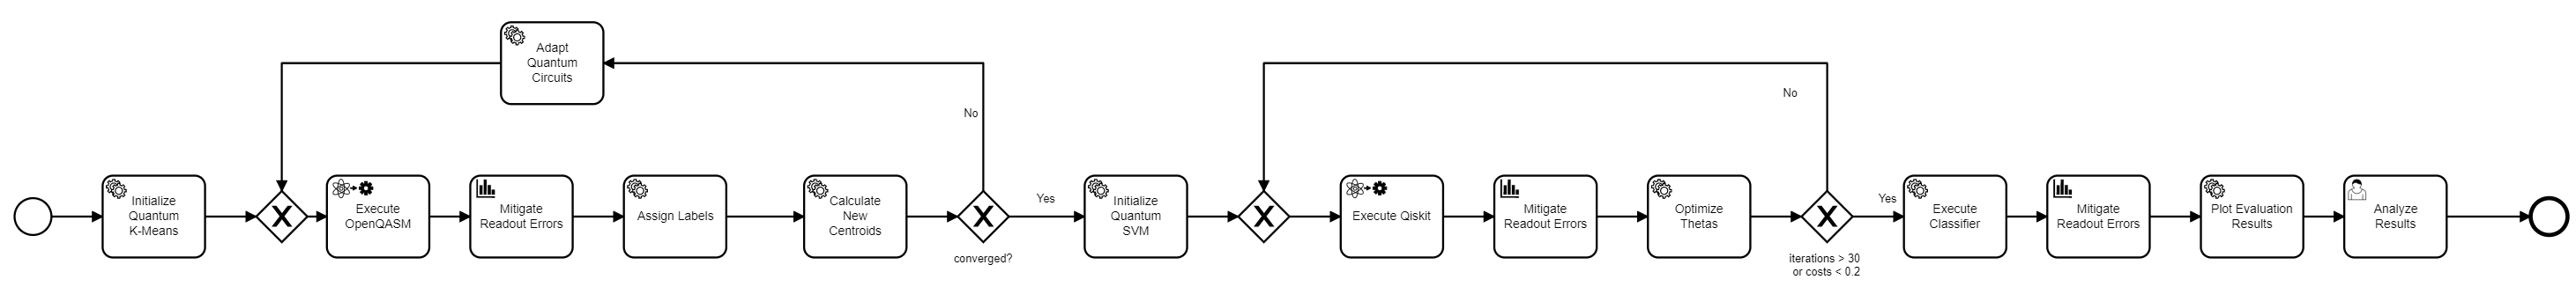 Adapt
Quantum
Circuits
No
No
Initialize
Quantum
K-Means
X
Execute
OpenQASM
Mitigate
Readout Errors
Assign Labels
Calculate
New
Centroids
X
converged?
Yes
Initialize
Quantum
SVM
X
Execute Qiskit
Mitigate
Readout Errors
Optimize
Thetas
X
iterations > 30
or costs < 0.2
Yes
Execute
Classifier
Mitigate
Readout Errors
Plot Evaluation
Results
Analyze
Results